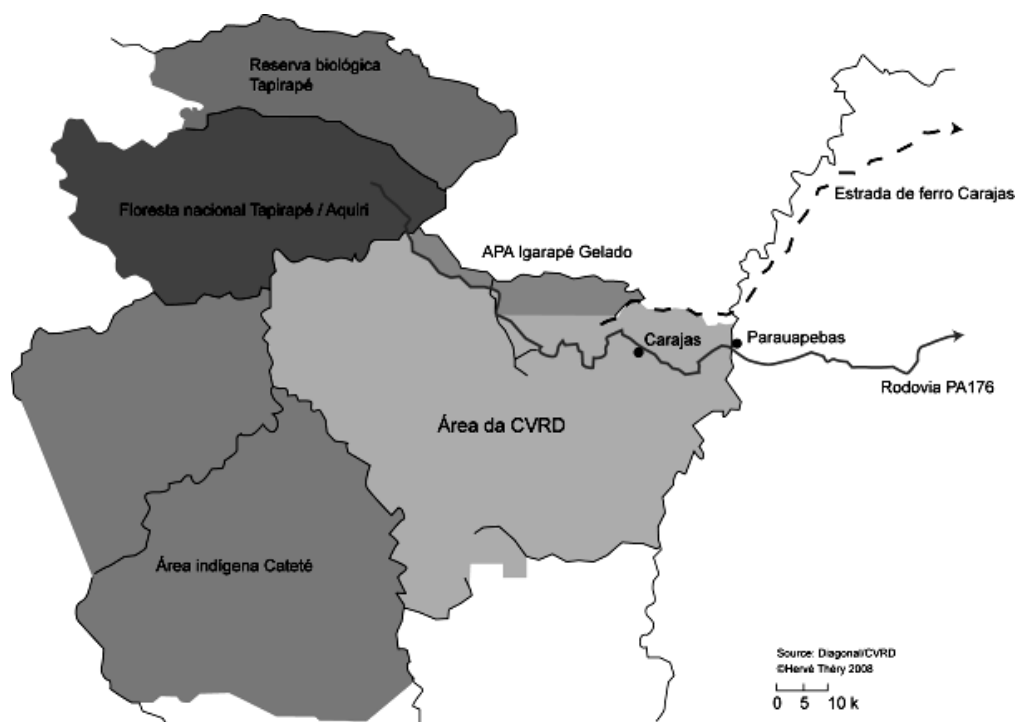 Reserva biológica
Tapirapé
Floresta nacional Tapirapé / Aquiri
Estrada de ferro Carajas
APA Igarapé Gelado
Carajas
Parauapebas
Rodovia PA176
Área da CVRD
Área indígena Cateté
Source: Diagonal/CVRD
©Hervé Théry 2008
0 5 10 k